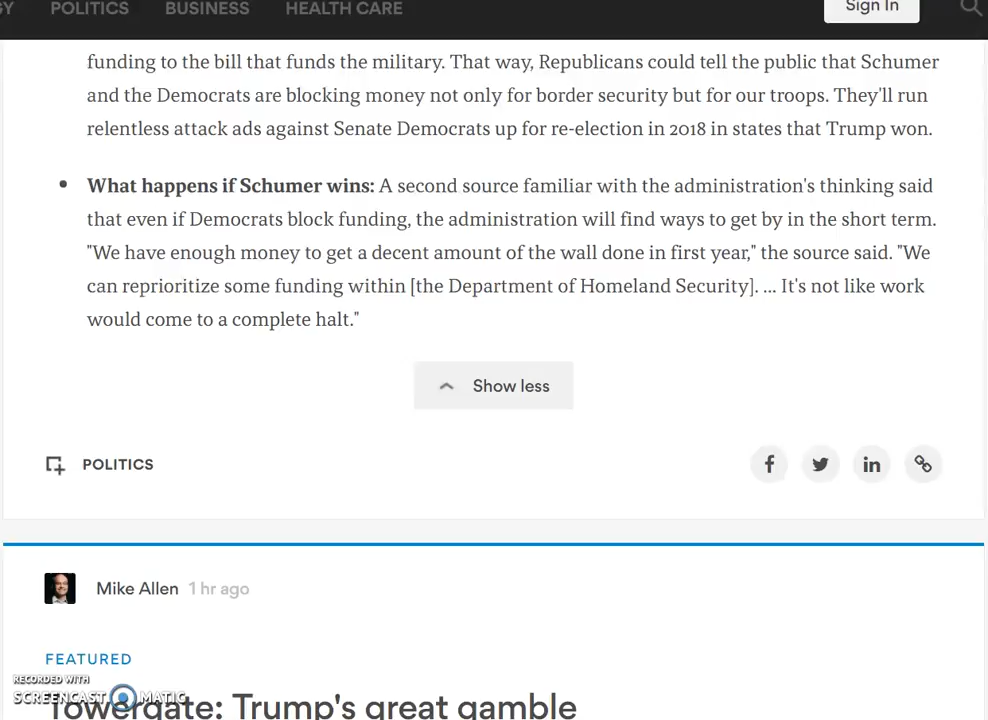 GY POLITICS BUSINESS HEALTH CARE Sign In
funding to the bill that funds the military. That way, Republicans could tell the public that Schumer
and the Democrats are blocking money not only for border security but for our troops. They'll run
relentless attack ads against Senate Democrats up for re-election in 2018 in states that Trump won.
• What happens if Schumer wins: A second source familiar with the administration's thinking said
that even if Democrats block funding, the administration will find ways to get by in the short term.
"We have enough money to get a decent amount of the wall done in first year," the source said. "We
can reprioritize some funding within [the Department of Homeland Security]. ... It's not like work
would come to a complete halt."
Show less
POLITICS
Mike Allen 1 hr ago
FEATURED
RECORDED WITH
SCREENCAST MATIC
Towergate: Trump's great gamble